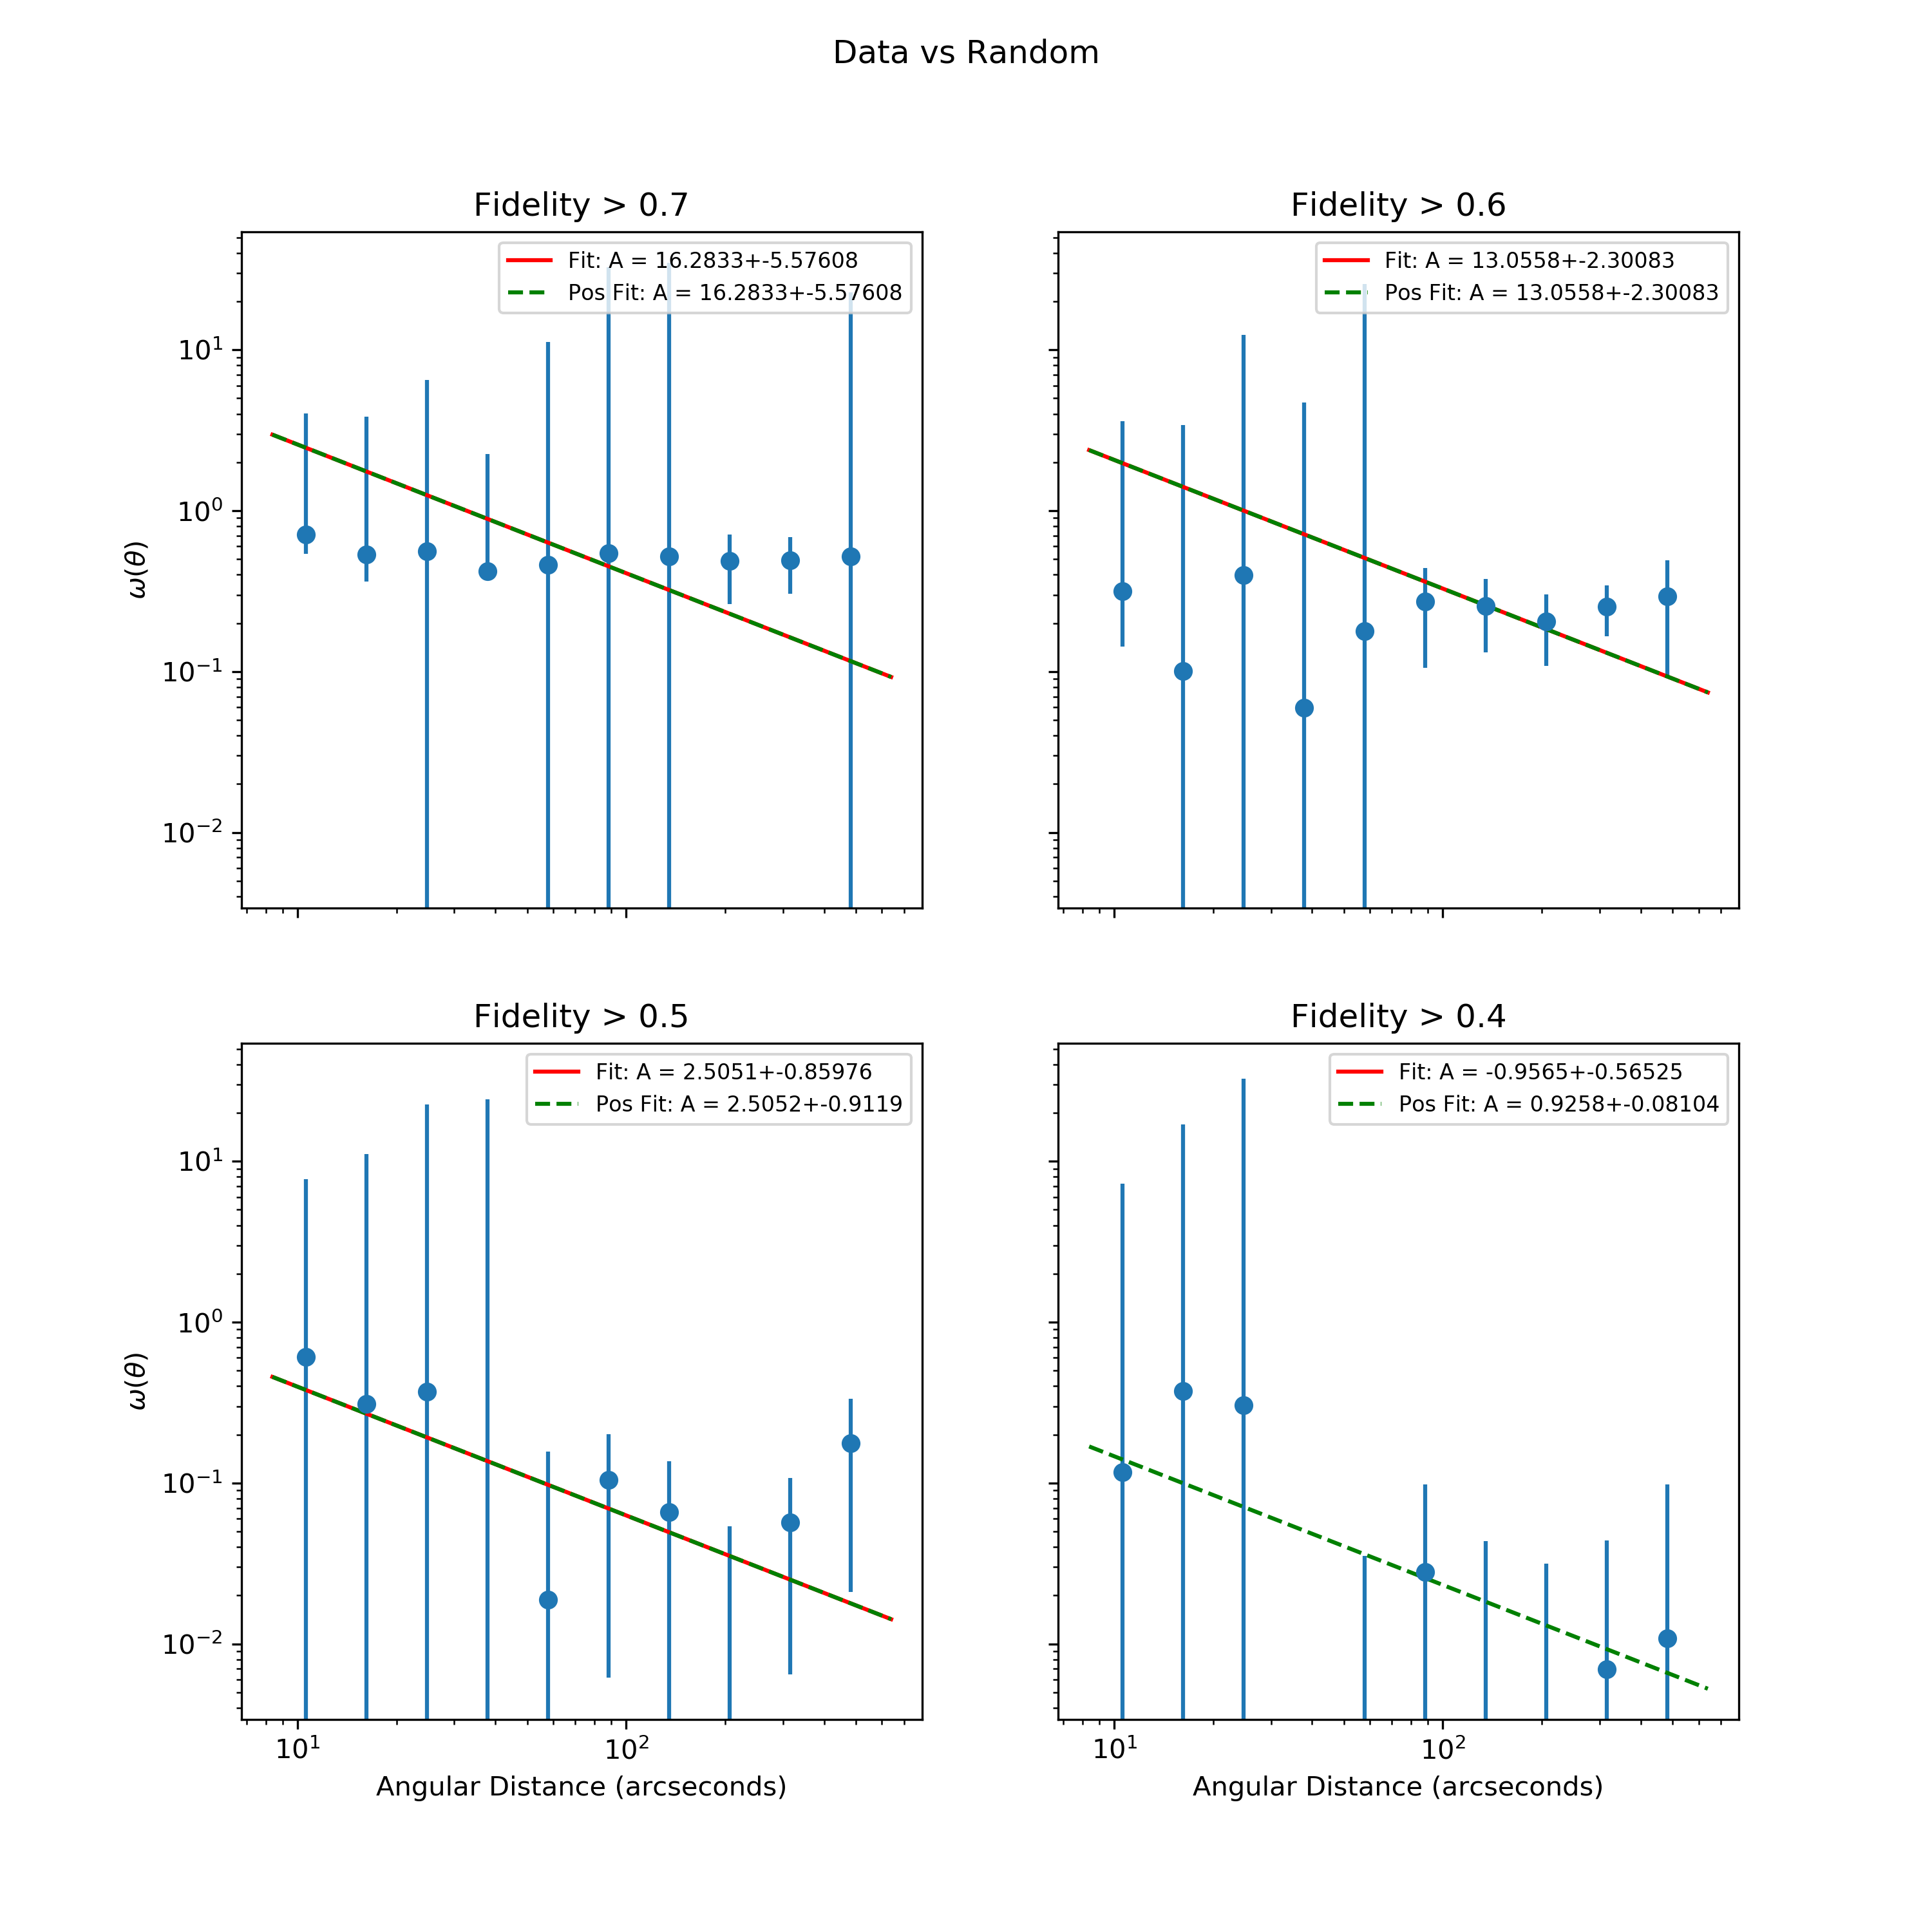 Data vs Random
Fidelity > 0.7
Fit: A = 16.2833+-5.57608
Pos Fit: A = 16.2833+-5.57608
10¹
10⁰
10⁻¹
10⁻²
ω(θ)
Fidelity > 0.6
Fit: A = 13.0558+-2.30083
Pos Fit: A = 13.0558+-2.30083
Fidelity > 0.5
Fit: A = 2.5051+-0.85976
Pos Fit: A = 2.5052+-0.9119
10¹
10⁰
10⁻¹
10⁻²
ω(θ)
10¹ 10²
Angular Distance (arcseconds)
Fidelity > 0.4
Fit: A = -0.9565+-0.56525
Pos Fit: A = 0.9258+-0.08104
10¹ 10²
Angular Distance (arcseconds)